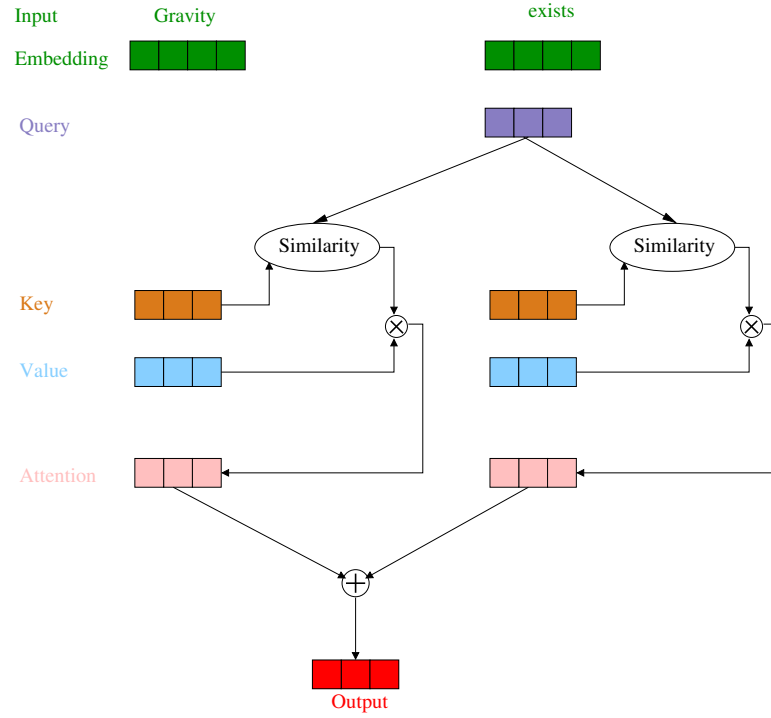 Input Gravity exists
Embedding
Query
Similarity Similarity
Key
Value
Attention
Output